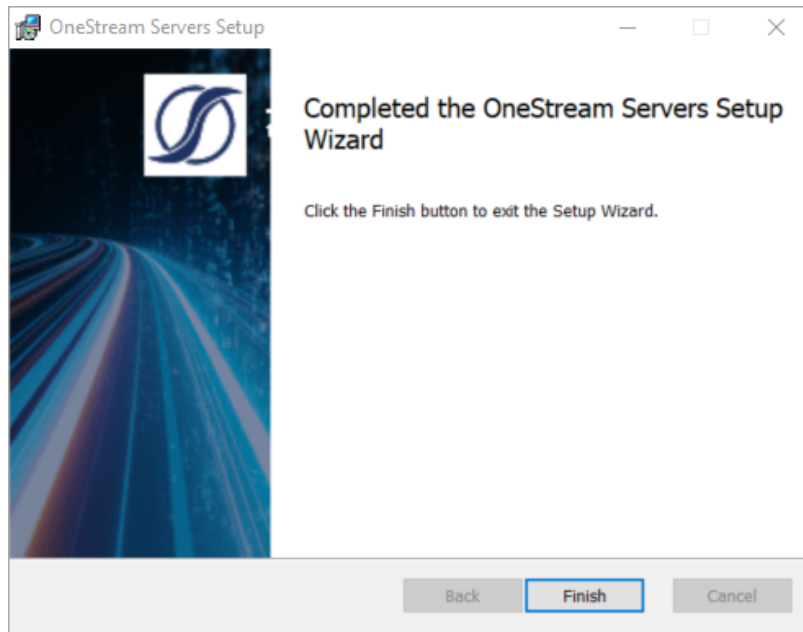 OneStream Servers Setup
Completed the OneStream Servers Setup
Wizard
Click the Finish button to exit the Setup Wizard.
Back
Finish
Cancel